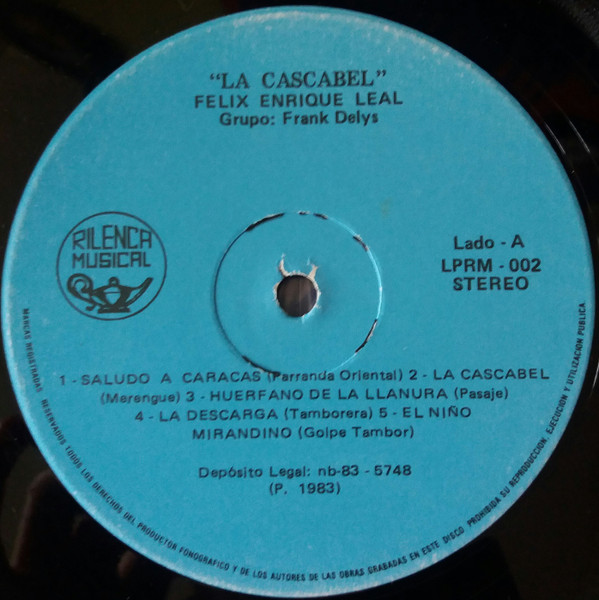 "LA CASCABEL"
FELIX ENRIQUE LEAL
Grupo: Frank Delys
RILENCA
MUSICAL
Lado - A
LPRM - 002
STEREO
1 - SALUDO A CARACAS (Parranda Oriental) 2 - LA CASCABEL
(Merengue) 3 - HUERFANO DE LA LLANURA (Pasaje)
4 - LA DESCARGA (Tamborera) 5 - EL NIÑO
MIRANDINO (Golpe Tambor)
Depósito Legal: nb-83 - 5748
(P. 1983)
MARCAS REGISTRADAS RESERVADOS TODOS LOS DERECHOS DEL PRODUCTOR FONOGRAFICO Y DE LOS AUTORES DE LAS OBRAS GRABADAS EN ESTE DISCO PROHIBIDA SU REPRODUCCION, EJECUCION Y UTILIZACION PUBLICA.